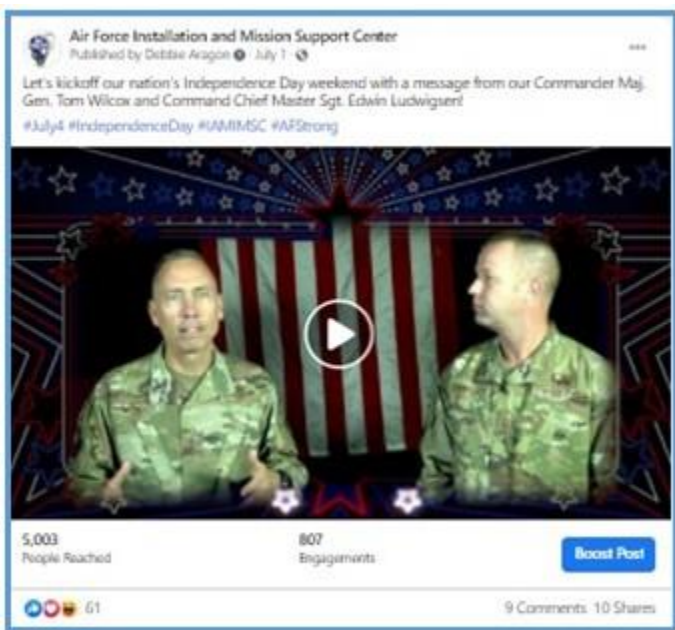 Air Force Installation and Mission Support Center
Published by Debbie Aragon · July 1 ·
Let's kickoff our nation's Independence Day weekend with a message from our Commander Maj.
Gen. Tom Wilcox and Command Chief Master Sgt. Edwin Ludwigsen!
#July4 #IndependenceDay #IAMIMSC #AFStrong
5,003
People Reached
807
Engagements
Boost Post
61
9 Comments 10 Shares